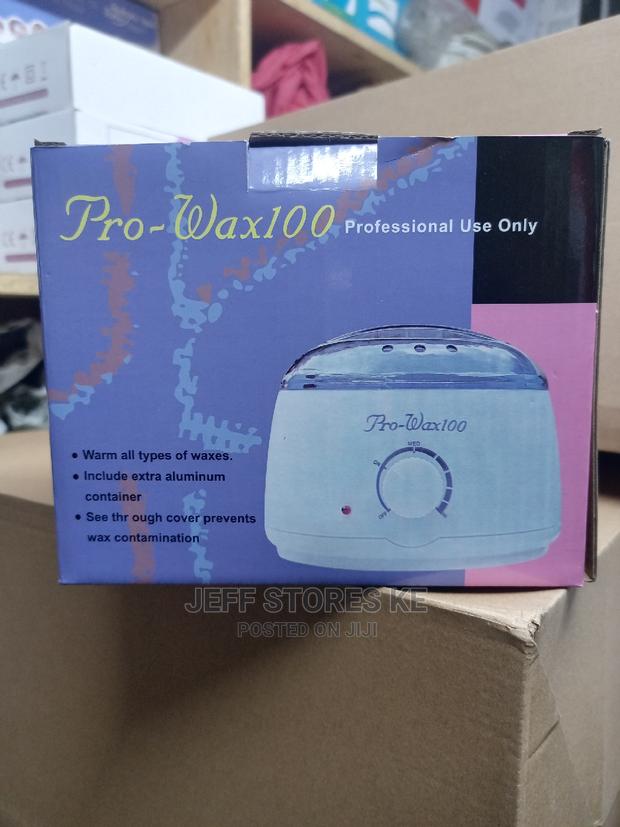 Pro-Wax100 Professional Use Only
Pro-Wax100
MED
OFF
• Warm all types of waxes.
• Include extra aluminum
container
• See thr ough cover prevents
wax contamination
JEFF STORES KE
POSTED ON JIJI